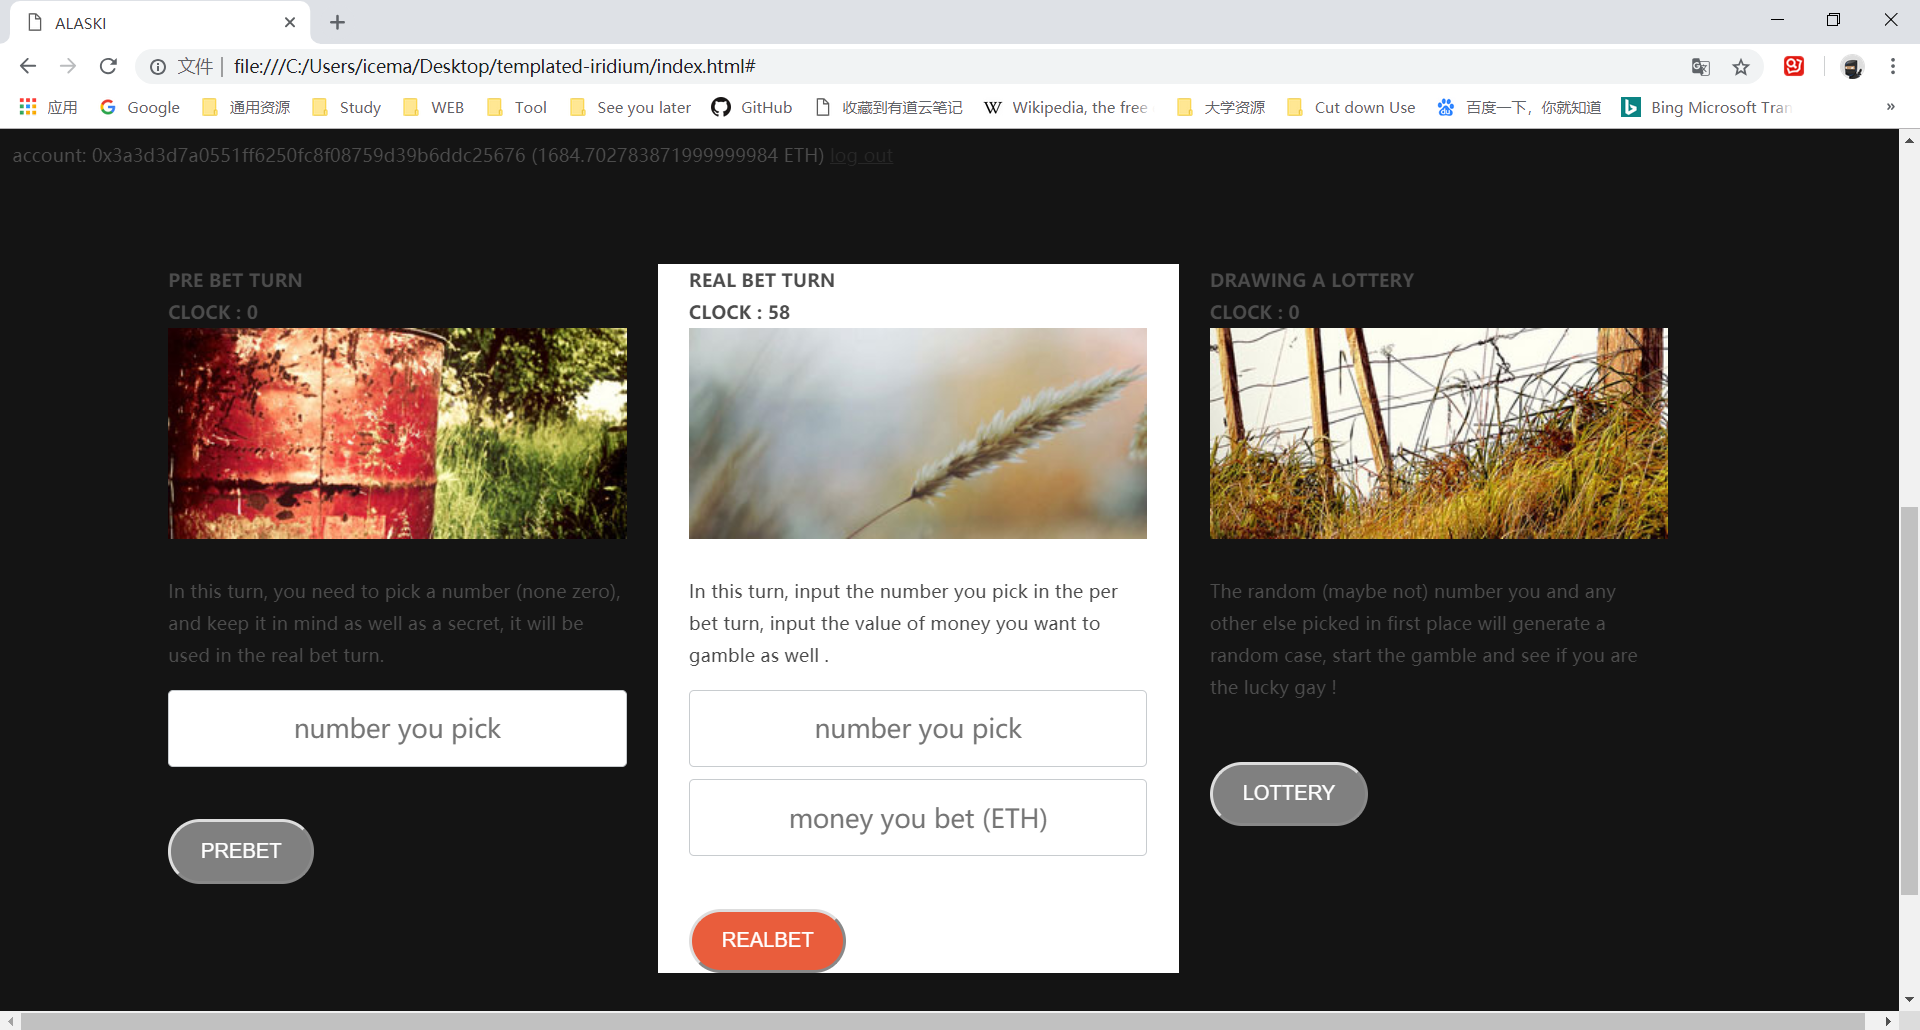 ALASKI
文件 | file:///C:/Users/icema/Desktop/templated-iridium/index.html#
应用 Google 通用资源 Study WEB Tool See you later GitHub 收藏到有道云笔记 Wikipedia, the free 大学资源 Cut down Use 百度一下，你就知道 Bing Microsoft Tran »
account: 0x3a3d3d7a0551ff6250fc8f08759d39b6ddc25676 (1684.702783871999999984 ETH) log out
PRE BET TURN
CLOCK : 0
In this turn, you need to pick a number (none zero),
and keep it in mind as well as a secret, it will be
used in the real bet turn.
number you pick
PREBET
REAL BET TURN
CLOCK : 58
In this turn, input the number you pick in the per
bet turn, input the value of money you want to
gamble as well .
number you pick
money you bet (ETH)
REALBET
DRAWING A LOTTERY
CLOCK : 0
The random (maybe not) number you and any
other else picked in first place will generate a
random case, start the gamble and see if you are
the lucky gay !
LOTTERY